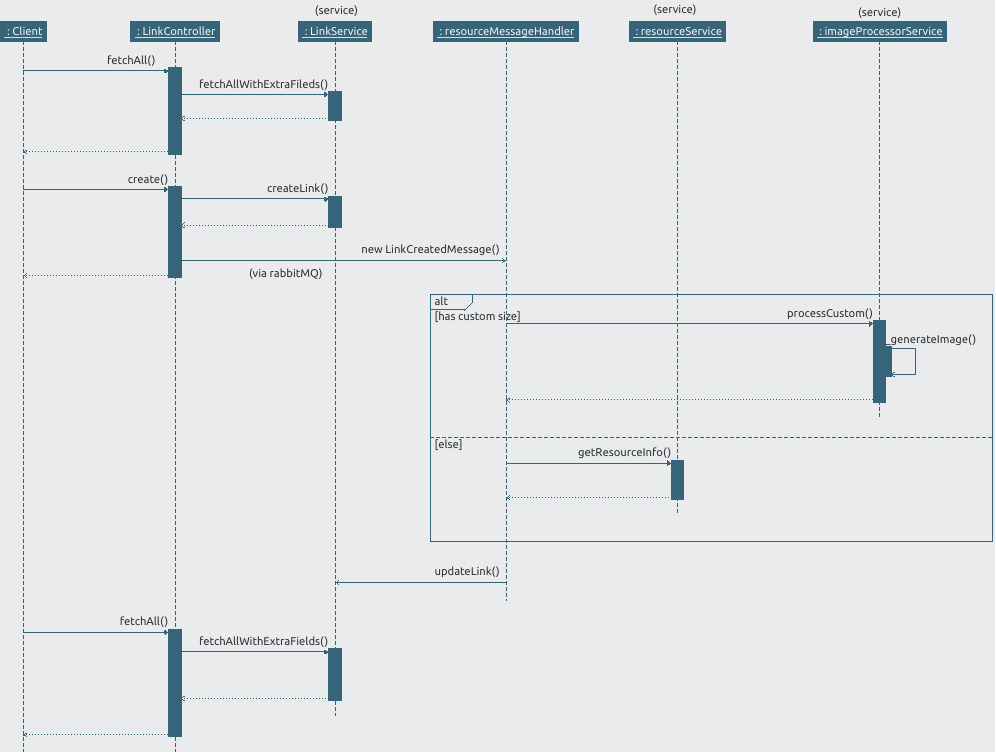 (service)
(service)
(service)
: Client
: LinkController
: LinkService
: resourceMessageHandler
: resourceService
: imageProcessorService
fetchAll()
fetchAllWithExtraFileds()
create()
createLink()
new LinkCreatedMessage()
(via rabbitMQ)
alt
[has custom size]
processCustom()
generateImage()
[else]
getResourceInfo()
updateLink()
fetchAll()
fetchAllWithExtraFields()